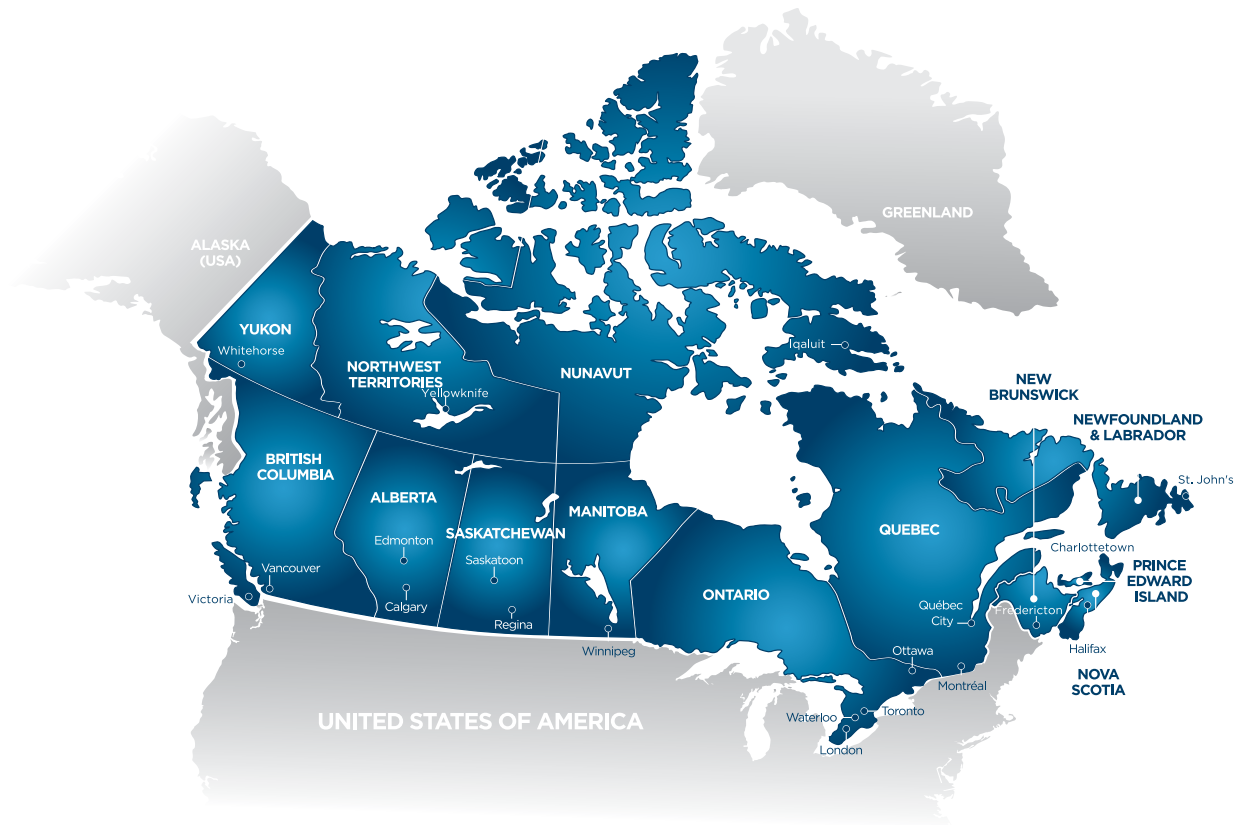 GREENLAND
ALASKA
(USA)
YUKON
Whitehorse
NORTHWEST
TERRITORIES
Yellowknife
NUNAVUT
Iqaluit
NEW
BRUNSWICK
NEWFOUNDLAND
& LABRADOR
St. John's
BRITISH
COLUMBIA
ALBERTA
SASKATCHEWAN
MANITOBA
QUEBEC
Edmonton
Saskatoon
Charlottetown
PRINCE
EDWARD
ISLAND
Vancouver
Victoria
Calgary
Regina
Winnipeg
ONTARIO
Québec
City
Fredericton
Halifax
Ottawa
Montréal
NOVA
SCOTIA
Waterloo
Toronto
London
UNITED STATES OF AMERICA